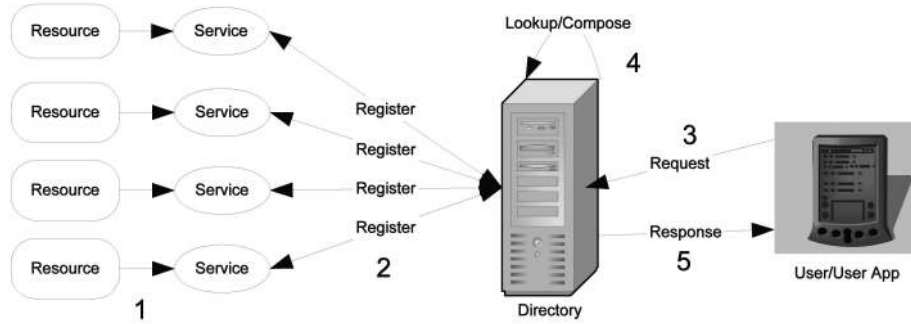 Lookup/Compose
4
Resource
Service
Register
Resource
Service
Register
Resource
Service
Register
Resource
Service
Register
1
2
3
Request
Response
5
Directory
User/User App